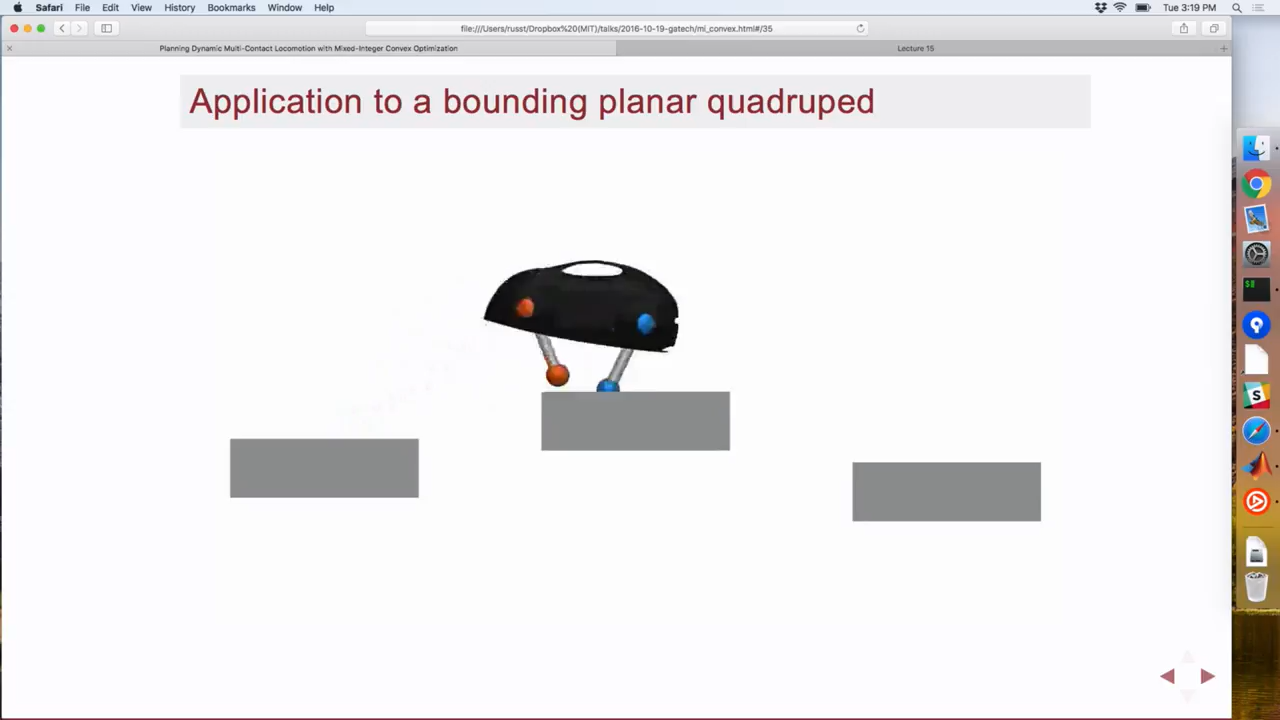 Safari File Edit View History Bookmarks Window Help Tue 3:19 PM
file:///Users/russt/Dropbox%20(MIT)/talks/2016-10-19-gatech/mi_convex.html#/35
Planning Dynamic Multi-Contact Locomotion with Mixed-Integer Convex Optimization Lecture 15
Application to a bounding planar quadruped